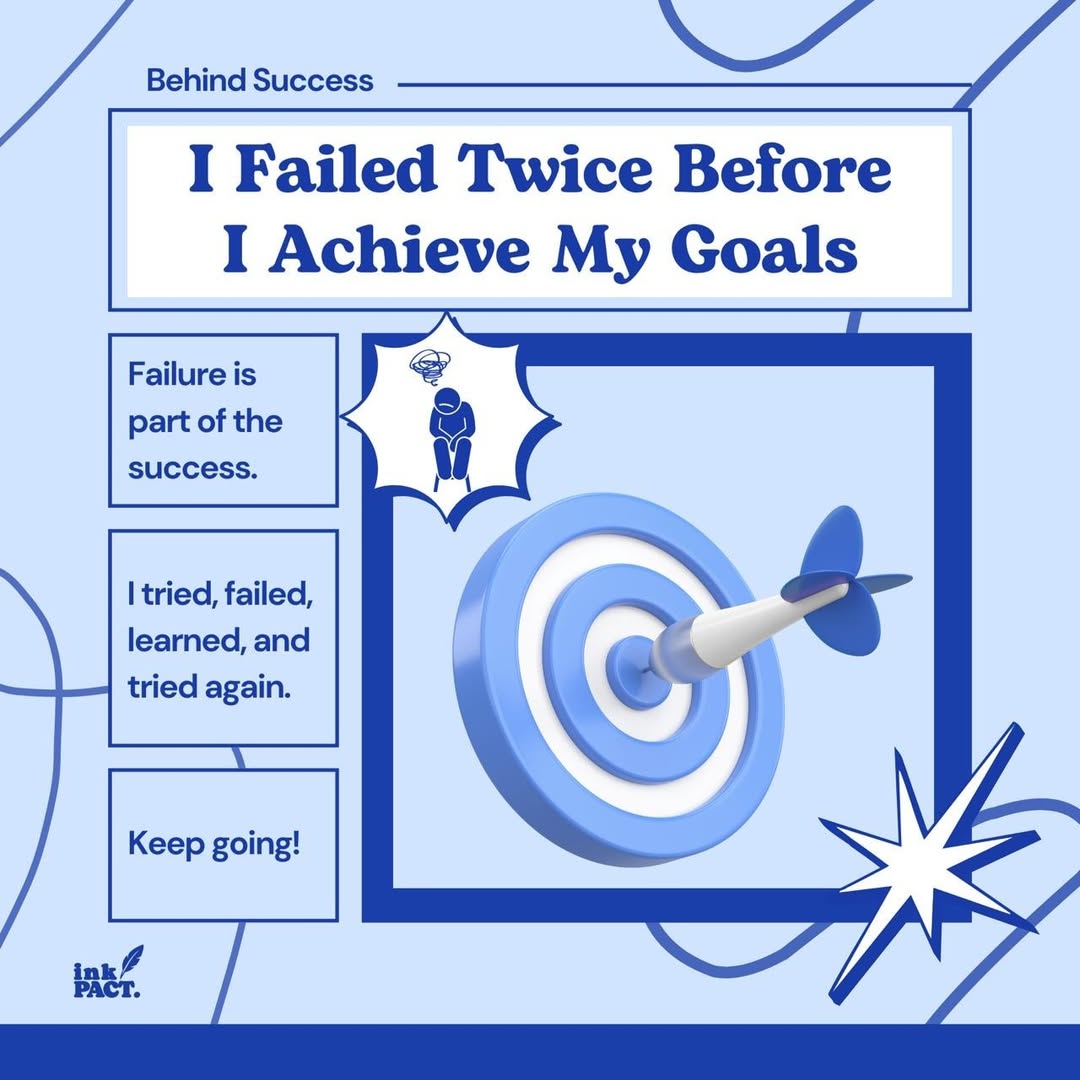 Behind Success
I Failed Twice Before
I Achieve My Goals
Failure is
part of the
success.
I tried, failed,
learned, and
tried again.
Keep going!
ink
PACT.